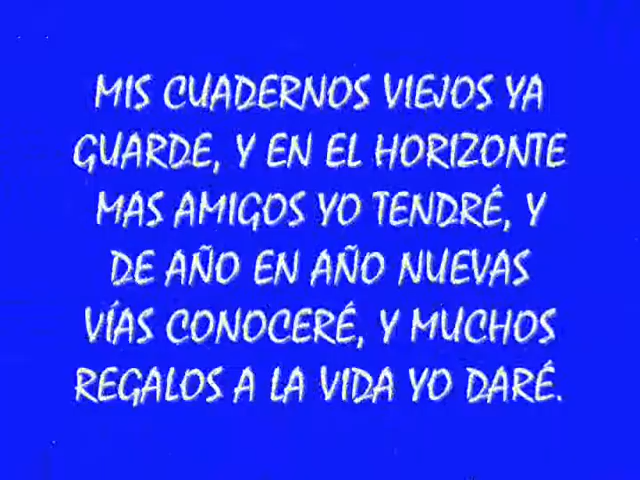 MIS CUADERNOS VIEJOS YA
GUARDE, Y EN EL HORIZONTE
MAS AMIGOS YO TENDRÉ, Y
DE AÑO EN AÑO NUEVAS
VÍAS CONOCERÉ, Y MUCHOS
REGALOS A LA VIDA YO DARÉ.